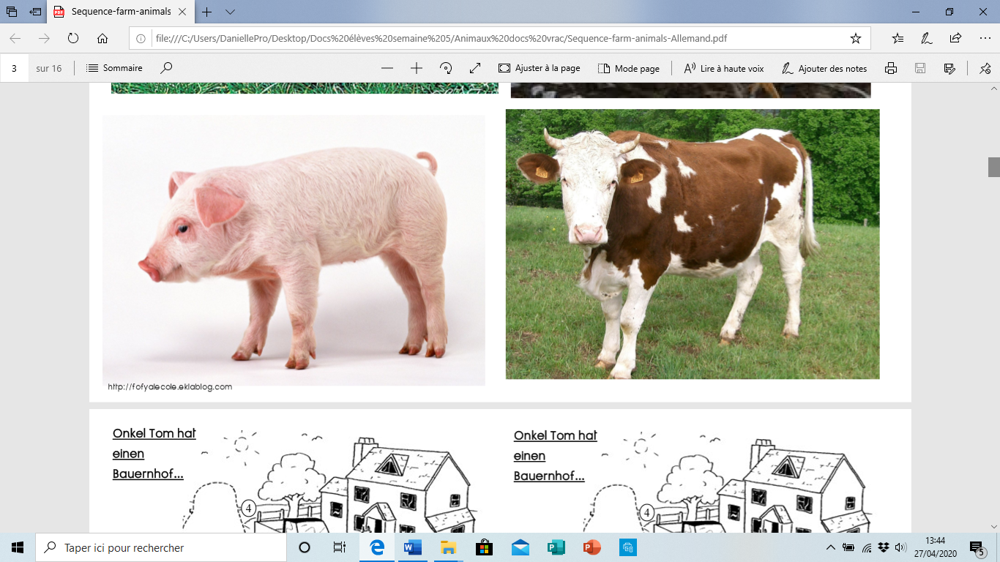 Sequence-farm-animals
file:///C:/Users/DaniellePro/Desktop/Docs%20élèves%20semaine%205/Animaux%20docs%20vrac/Sequence-farm-animals-Allemand.pdf
3 sur 16 Sommaire Ajuster à la page Mode page Lire à haute voix Ajouter des notes
http://fofyalecole.eklablog.com
Onkel Tom hat
einen
Bauernhof...
4
Onkel Tom hat
einen
Bauernhof...
4
Taper ici pour rechercher
13:44
27/04/2020
5